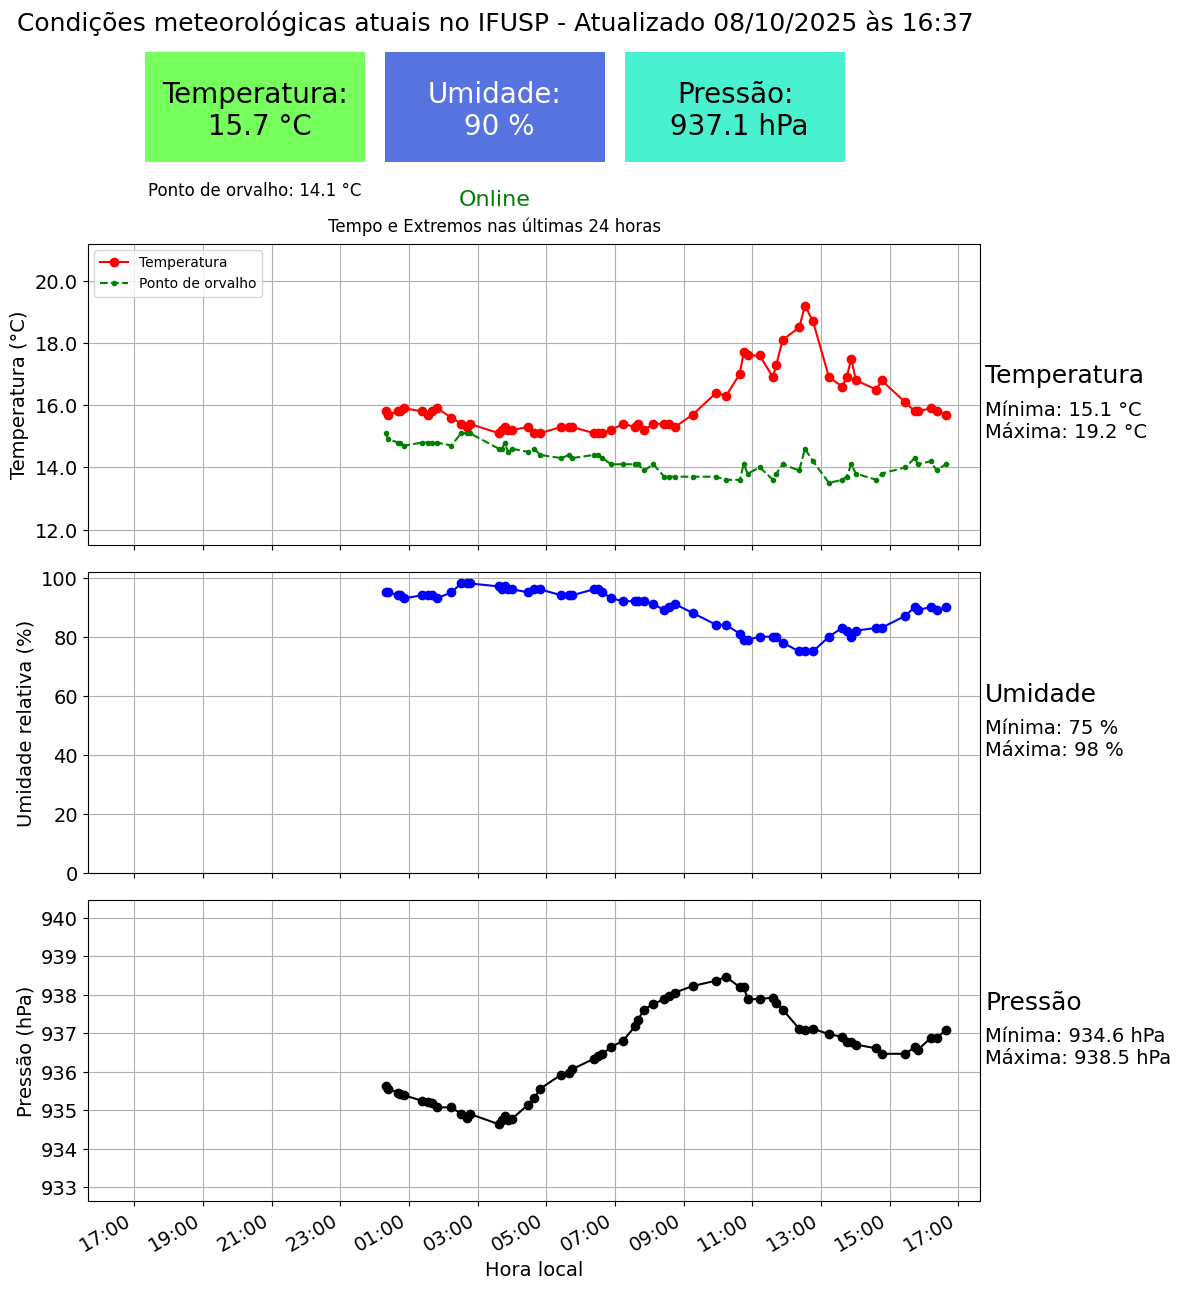 Condições meteorológicas atuais no IFUSP - Atualizado 08/10/2025 às 16:37
Temperatura:
15.7 °C
Umidade:
90 %
Pressão:
937.1 hPa
Ponto de orvalho: 14.1 °C
Online
Tempo e Extremos nas últimas 24 horas
Temperatura
Ponto de orvalho
Temperatura (°C)
20.0
18.0
16.0
14.0
12.0
Temperatura
Mínima: 15.1 °C
Máxima: 19.2 °C
Umidade relativa (%)
100
80
60
40
20
0
Umidade
Mínima: 75 %
Máxima: 98 %
Pressão (hPa)
940
939
938
937
936
935
934
933
Pressão
Mínima: 934.6 hPa
Máxima: 938.5 hPa
17:00
19:00
21:00
23:00
01:00
03:00
05:00
07:00
09:00
11:00
13:00
15:00
17:00
Hora local